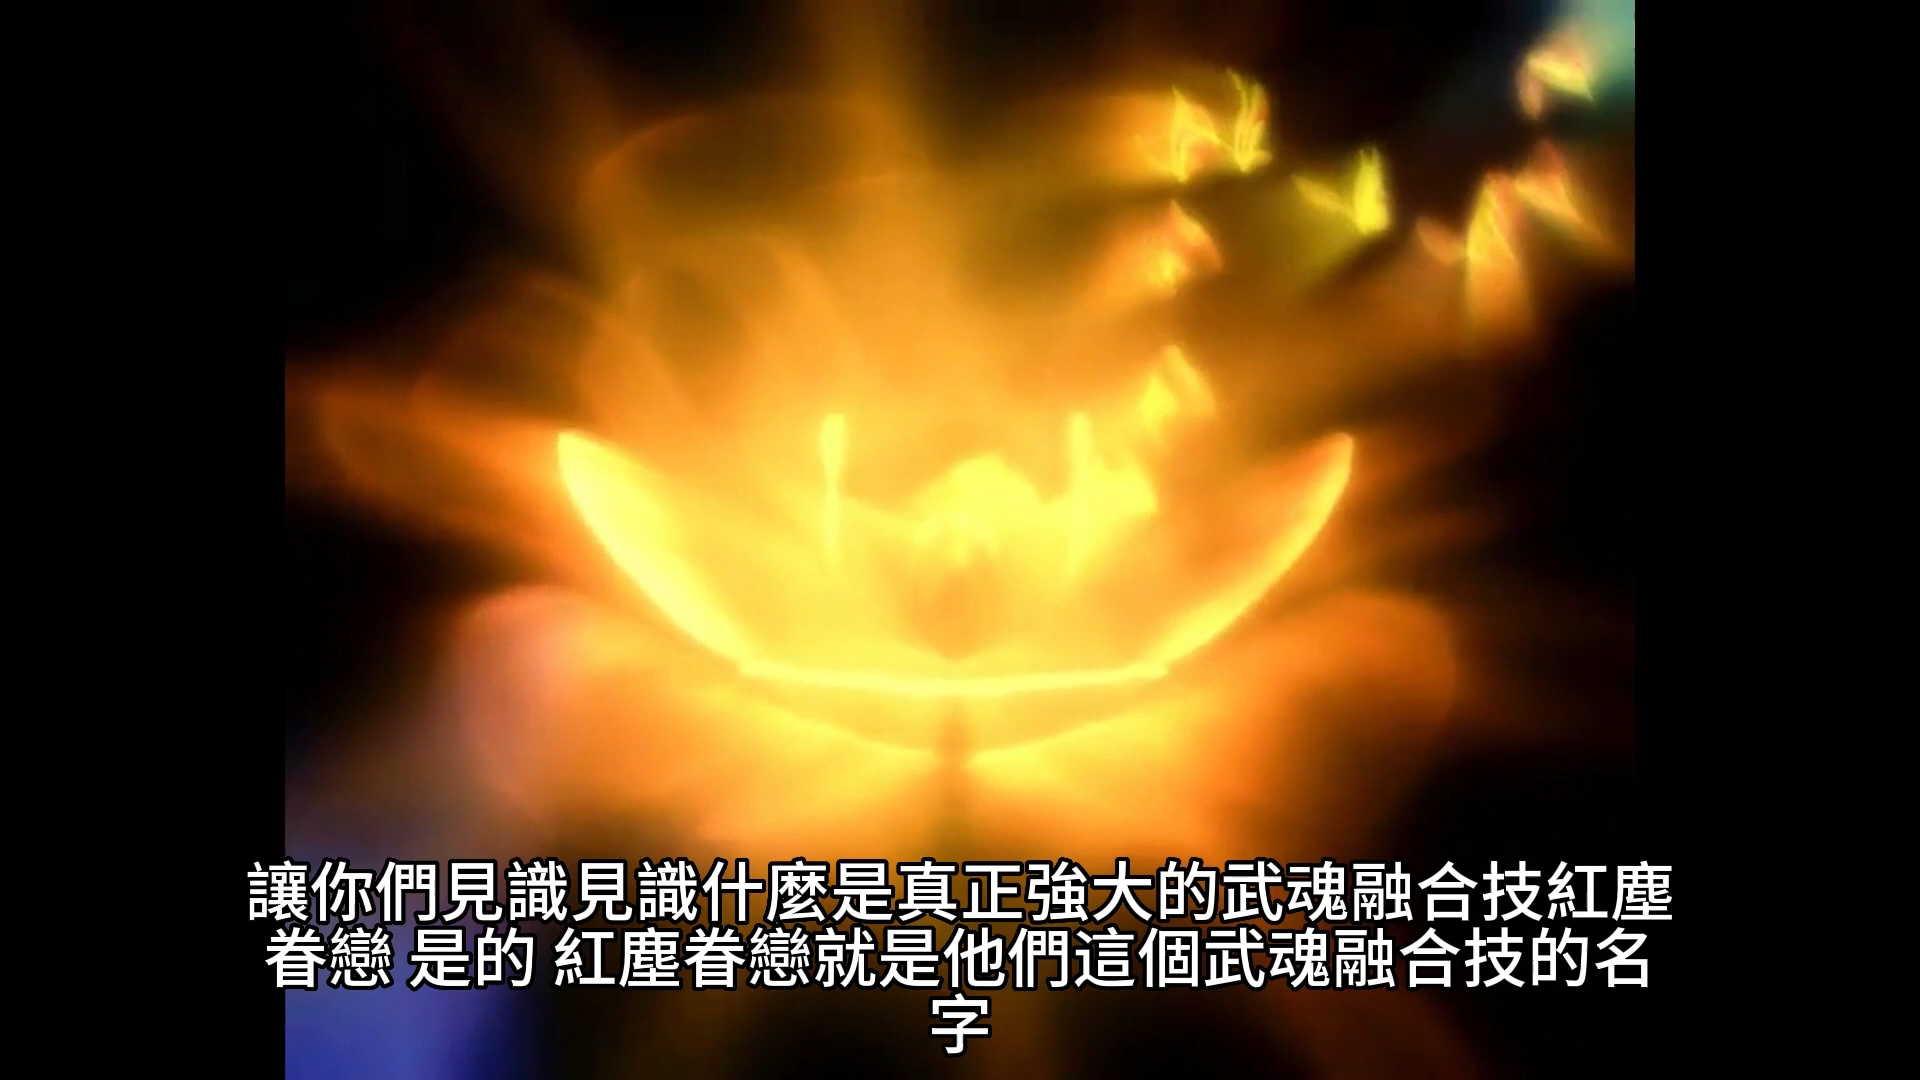 讓你們見識見識什麼是真正強大的武魂融合技紅塵
眷戀 是的 紅塵眷戀就是他們這個武魂融合技的名
字